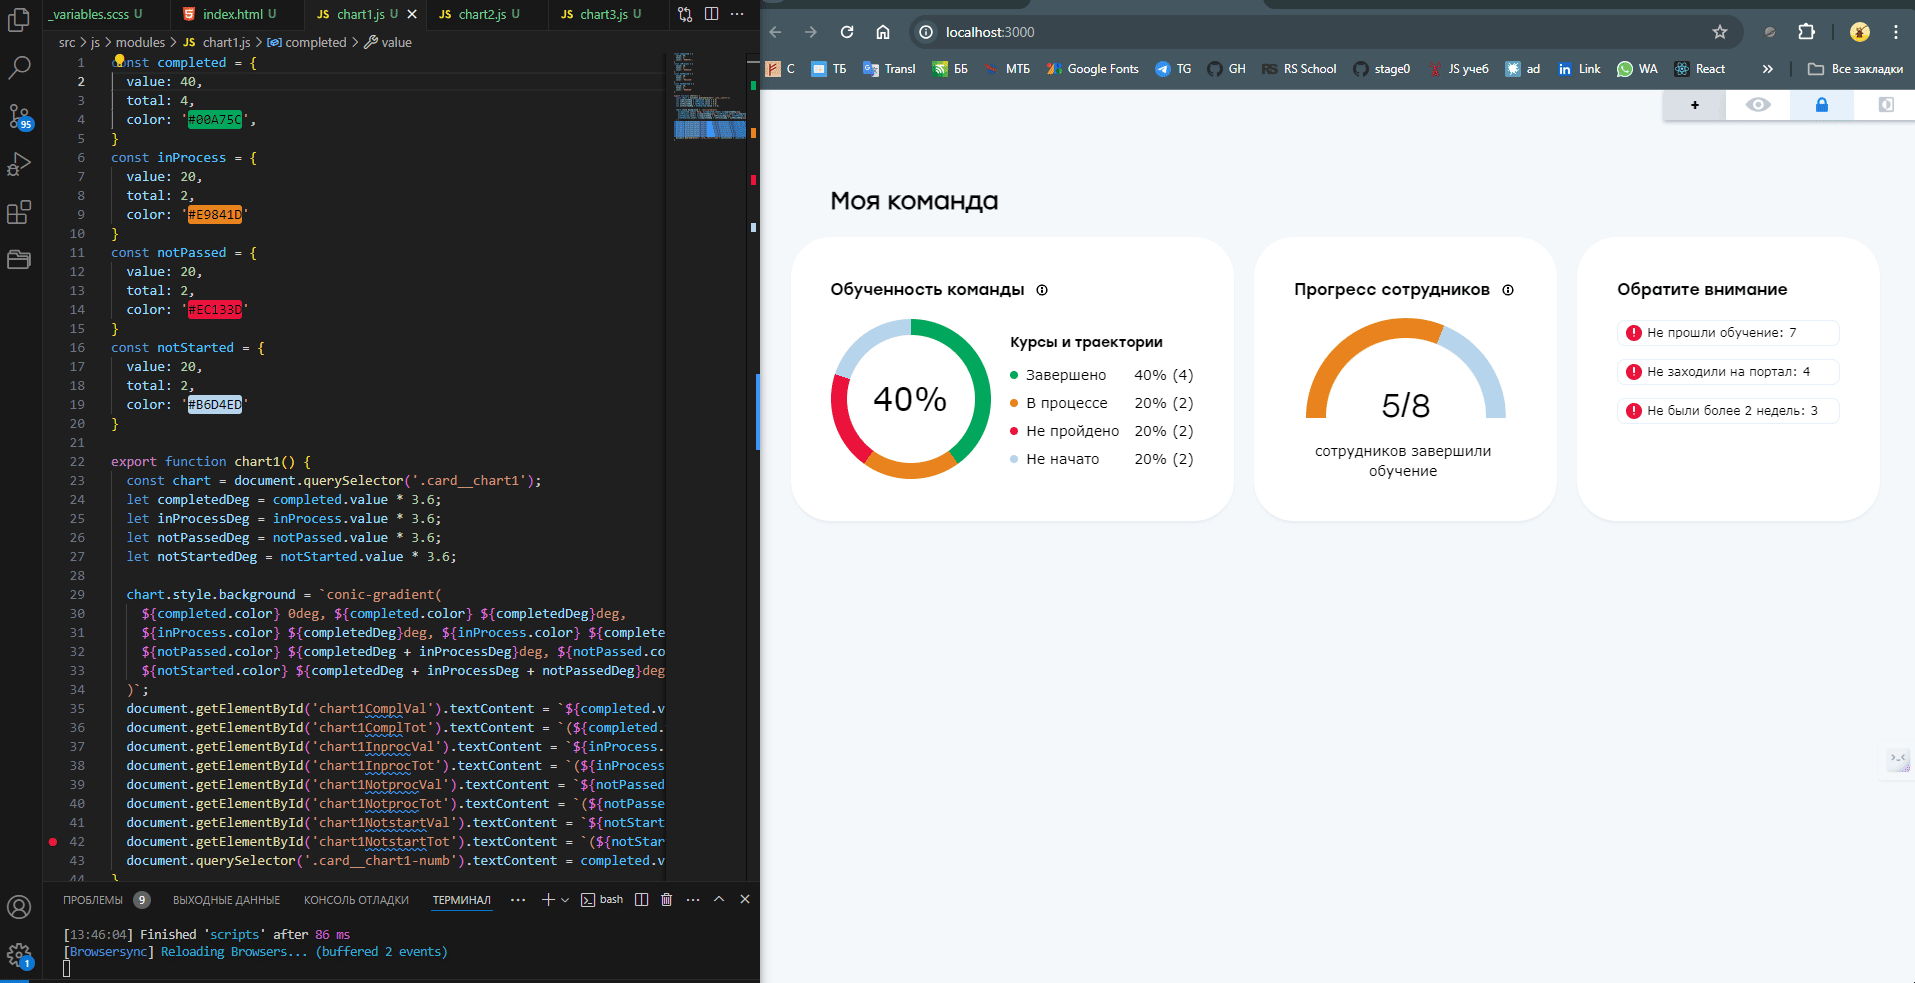 _variables.scss U
index.html U
JS chart1.js U
JS chart2.js U
JS chart3.js U
src > js > modules > JS chart1.js > completed > value
1 const completed = {
2 value: 40,
3 total: 4,
4 color: '#00A75C',
5 }
6 const inProcess = {
7 value: 20,
8 total: 2,
9 color: '#E9841D'
10 }
11 const notPassed = {
12 value: 20,
13 total: 2,
14 color: '#EC133D'
15 }
16 const notStarted = {
17 value: 20,
18 total: 2,
19 color: '#B6D4ED'
20 }
21
22 export function chart1() {
23 const chart = document.querySelector('.card__chart1');
24 let completedDeg = completed.value * 3.6;
25 let inProcessDeg = inProcess.value * 3.6;
26 let notPassedDeg = notPassed.value * 3.6;
27 let notStartedDeg = notStarted.value * 3.6;
28
29 chart.style.background = `conic-gradient(
30 ${completed.color} 0deg, ${completed.color} ${completedDeg}deg,
31 ${inProcess.color} ${completedDeg}deg, ${inProcess.color} ${complete
32 ${notPassed.color} ${completedDeg + inProcessDeg}deg, ${notPassed.co
33 ${notStarted.color} ${completedDeg + inProcessDeg + notPassedDeg}deg
34 )`;
35 document.getElementById('chart1ComplVal').textContent = `${completed.v
36 document.getElementById('chart1ComplTot').textContent = `(${completed.
37 document.getElementById('chart1InprocVal').textContent = `${inProcess.
38 document.getElementById('chart1InprocTot').textContent = `(${inProcess
39 document.getElementById('chart1NotprocVal').textContent = `${notPassed
40 document.getElementById('chart1NotprocTot').textContent = `(${notPasse
41 document.getElementById('chart1NotstartVal').textContent = `${notStart
42 document.getElementById('chart1NotstartTot').textContent = `(${notStar
43 document.querySelector('.card__chart1-numb').textContent = completed.v
44 }
95
1
ПРОБЛЕМЫ 9 ВЫХОДНЫЕ ДАННЫЕ КОНСОЛЬ ОТЛАДКИ ТЕРМИНАЛ bash
[13:46:04] Finished 'scripts' after 86 ms
[Browsersync] Reloading Browsers... (buffered 2 events)
localhost:3000
С ТБ Transl ББ МТБ Google Fonts TG GH RS School stage0 JS учеб ad Link WA React » Все закладки
+
Моя команда
Обученность команды
40%
Курсы и траектории
Завершено 40% (4)
В процессе 20% (2)
Не пройдено 20% (2)
Не начато 20% (2)
Прогресс сотрудников
5/8
сотрудников завершили
обучение
Обратите внимание
Не прошли обучение: 7
Не заходили на портал: 4
Не были более 2 недель: 3